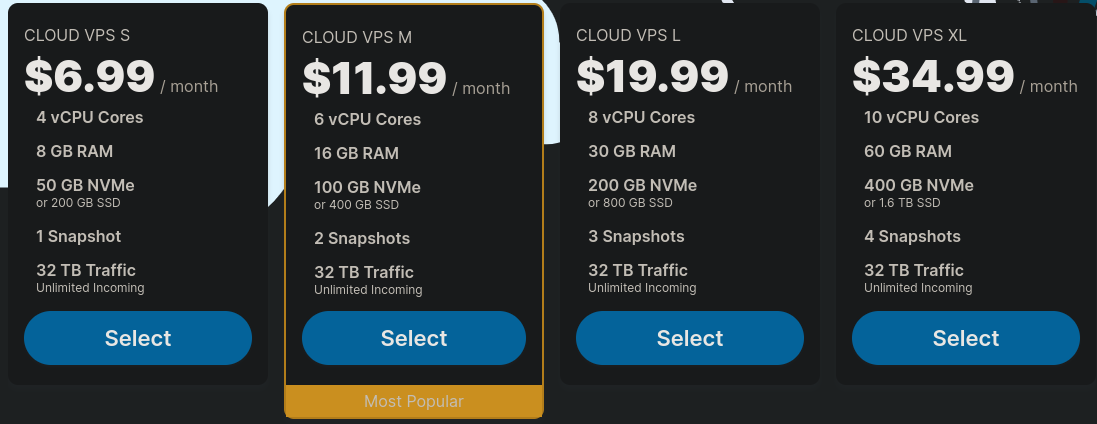 CLOUD VPS S
$6.99 / month
4 vCPU Cores
8 GB RAM
50 GB NVMe
or 200 GB SSD
1 Snapshot
32 TB Traffic
Unlimited Incoming
Select
CLOUD VPS M
$11.99 / month
6 vCPU Cores
16 GB RAM
100 GB NVMe
or 400 GB SSD
2 Snapshots
32 TB Traffic
Unlimited Incoming
Select
Most Popular
CLOUD VPS L
$19.99 / month
8 vCPU Cores
30 GB RAM
200 GB NVMe
or 800 GB SSD
3 Snapshots
32 TB Traffic
Unlimited Incoming
Select
CLOUD VPS XL
$34.99 / month
10 vCPU Cores
60 GB RAM
400 GB NVMe
or 1.6 TB SSD
4 Snapshots
32 TB Traffic
Unlimited Incoming
Select